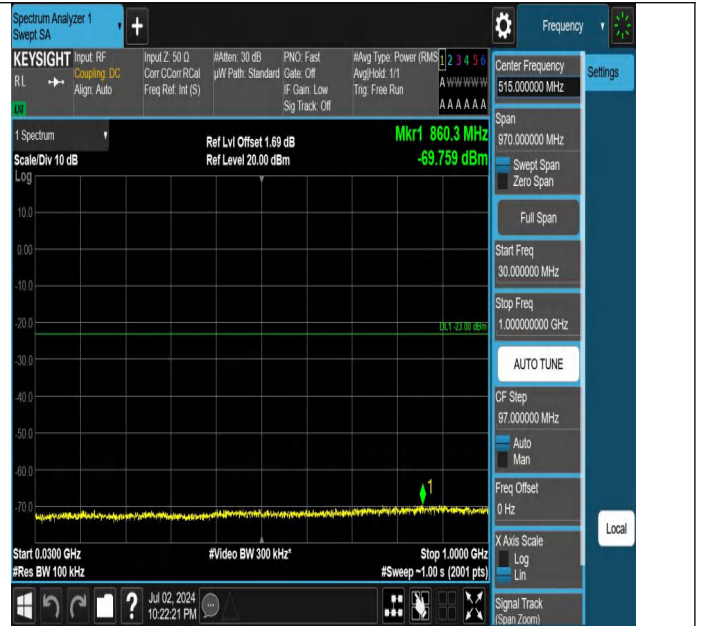 Spectrum Analyzer 1
Swept SA
+
Frequency
KEYSIGHT
RL
Input: RF
Coupling: DC
Align: Auto
Input Z: 50 Ω
Corr CCorr RCal
Freq Ref: Int (S)
#Atten: 30 dB
µW Path: Standard
PNO: Fast
Gate: Off
IF Gain: Low
Sig Track: Off
#Avg Type: Power (RMS
Avg|Hold: 1/1
Trig: Free Run
1 2 3 4 5 6
A W W W W W
A A A A A A
LXI
1 Spectrum
Scale/Div 10 dB
Log
Ref Lvl Offset 1.69 dB
Ref Level 20.00 dBm
Mkr1 860.3 MHz
-69.759 dBm
10.0
0.00
-10.0
-20.0
DL1 -23.00 dBm
-30.0
-40.0
-50.0
-60.0
1
-70.0
Start 0.0300 GHz
#Res BW 100 kHz
#Video BW 300 kHz*
Stop 1.0000 GHz
#Sweep ~1.00 s (2001 pts)
Center Frequency
515.000000 MHz
Settings
Span
970.000000 MHz
Swept Span
Zero Span
Full Span
Start Freq
30.000000 MHz
Stop Freq
1.000000000 GHz
AUTO TUNE
CF Step
97.000000 MHz
Auto
Man
Freq Offset
0 Hz
Local
X Axis Scale
Log
Lin
Signal Track
(Span Zoom)
?
Jul 02, 2024
10:22:21 PM